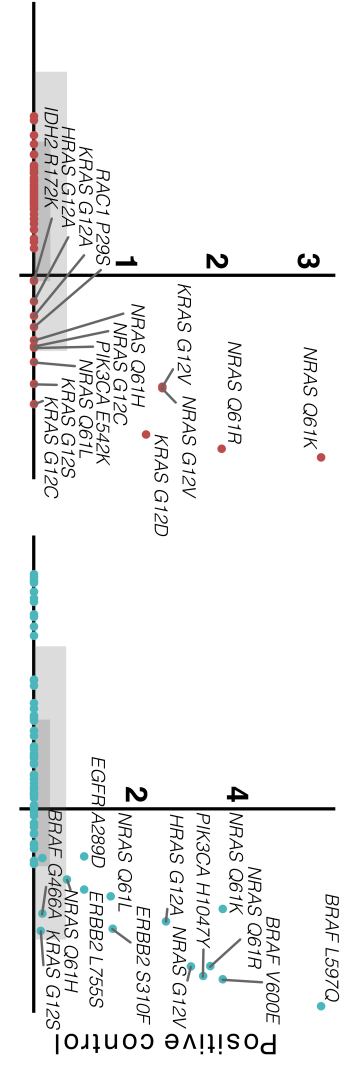 IDH2 R172K
HRAS G12A
KRAS G12A
RAC1 P29S
1
2
3
NRAS Q61H
NRAS G12C
PIK3CA E542K
NRAS Q61L
KRAS G12S
KRAS G12C
KRAS G12V
NRAS G12V
KRAS G12D
NRAS Q61R
NRAS Q61K
2
4
EGFR A289D
BRAF G466A
KRAS G12S
NRAS Q61H
ERBB2 L755S
NRAS Q61L
ERBB2 S310F
HRAS G12A
NRAS G12V
PIK3CA H1047Y
NRAS Q61K
NRAS Q61R
BRAF V600E
BRAF L597Q
Positive control